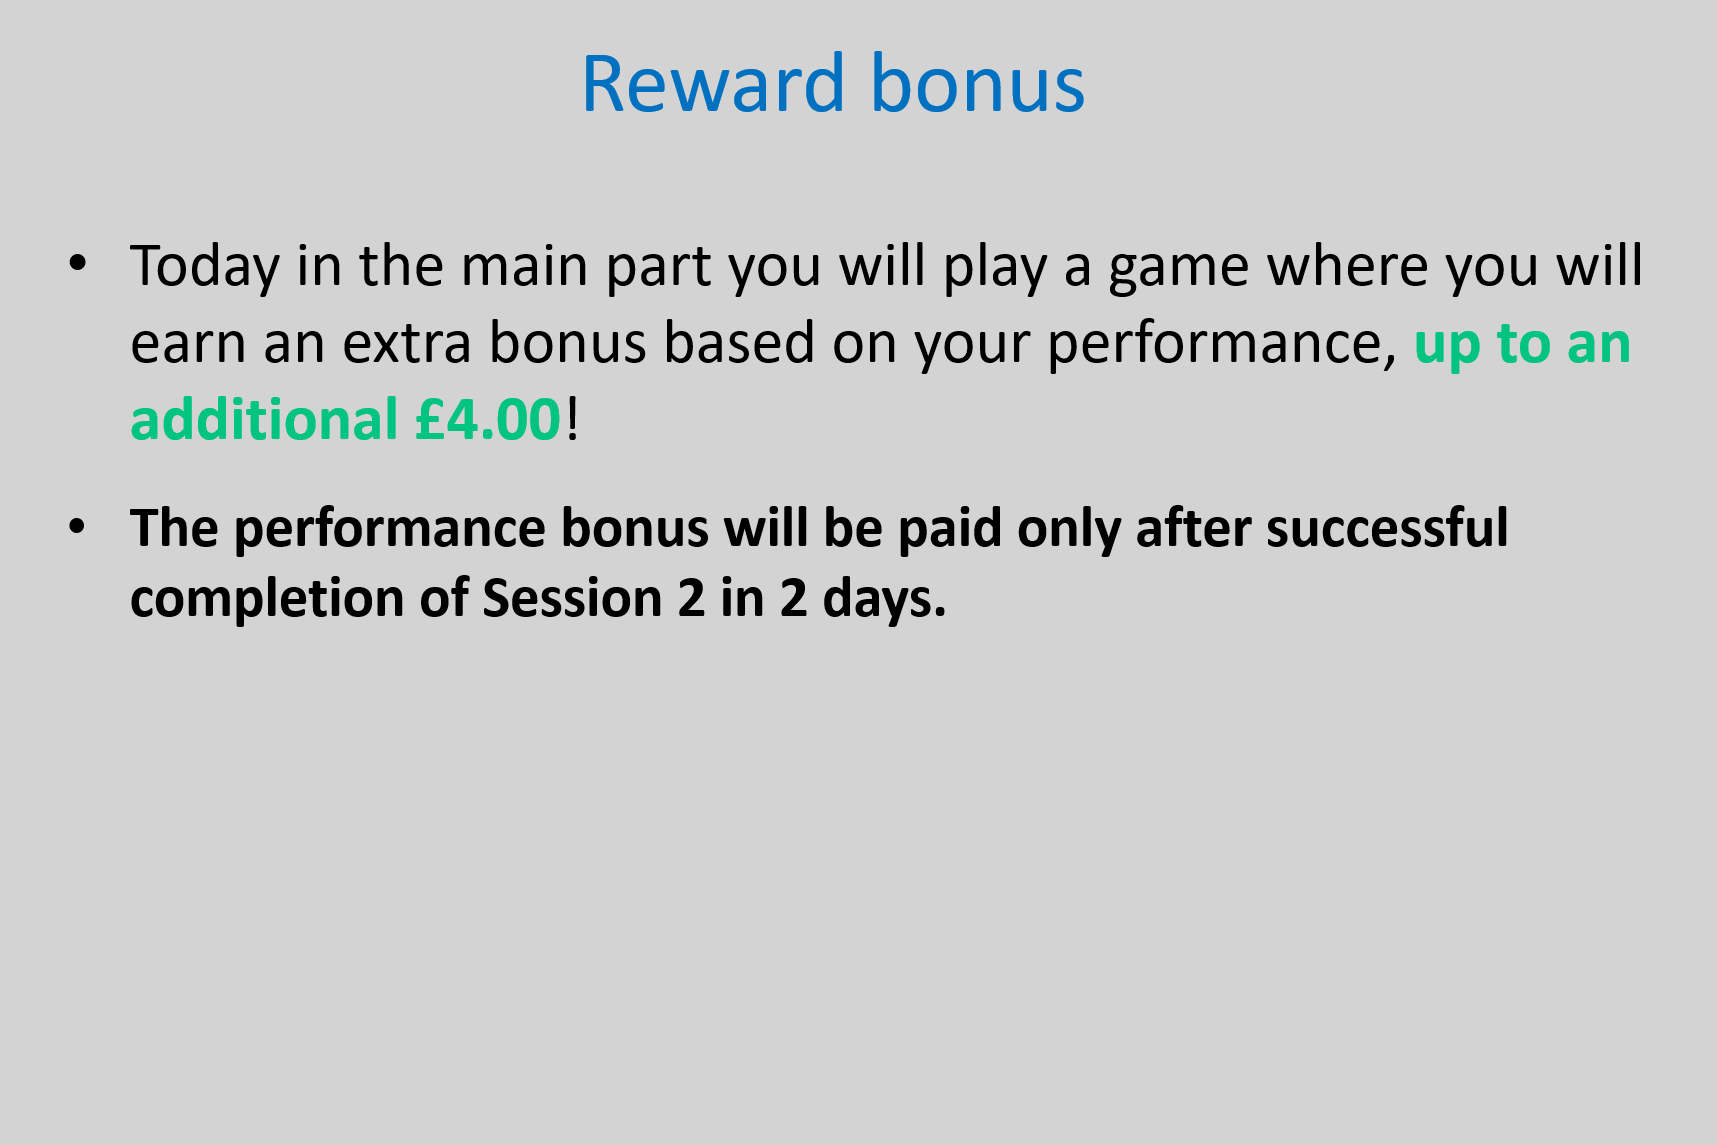 Reward bonus
• Today in the main part you will play a game where you will
earn an extra bonus based on your performance, up to an
additional £4.00!
• The performance bonus will be paid only after successful
completion of Session 2 in 2 days.